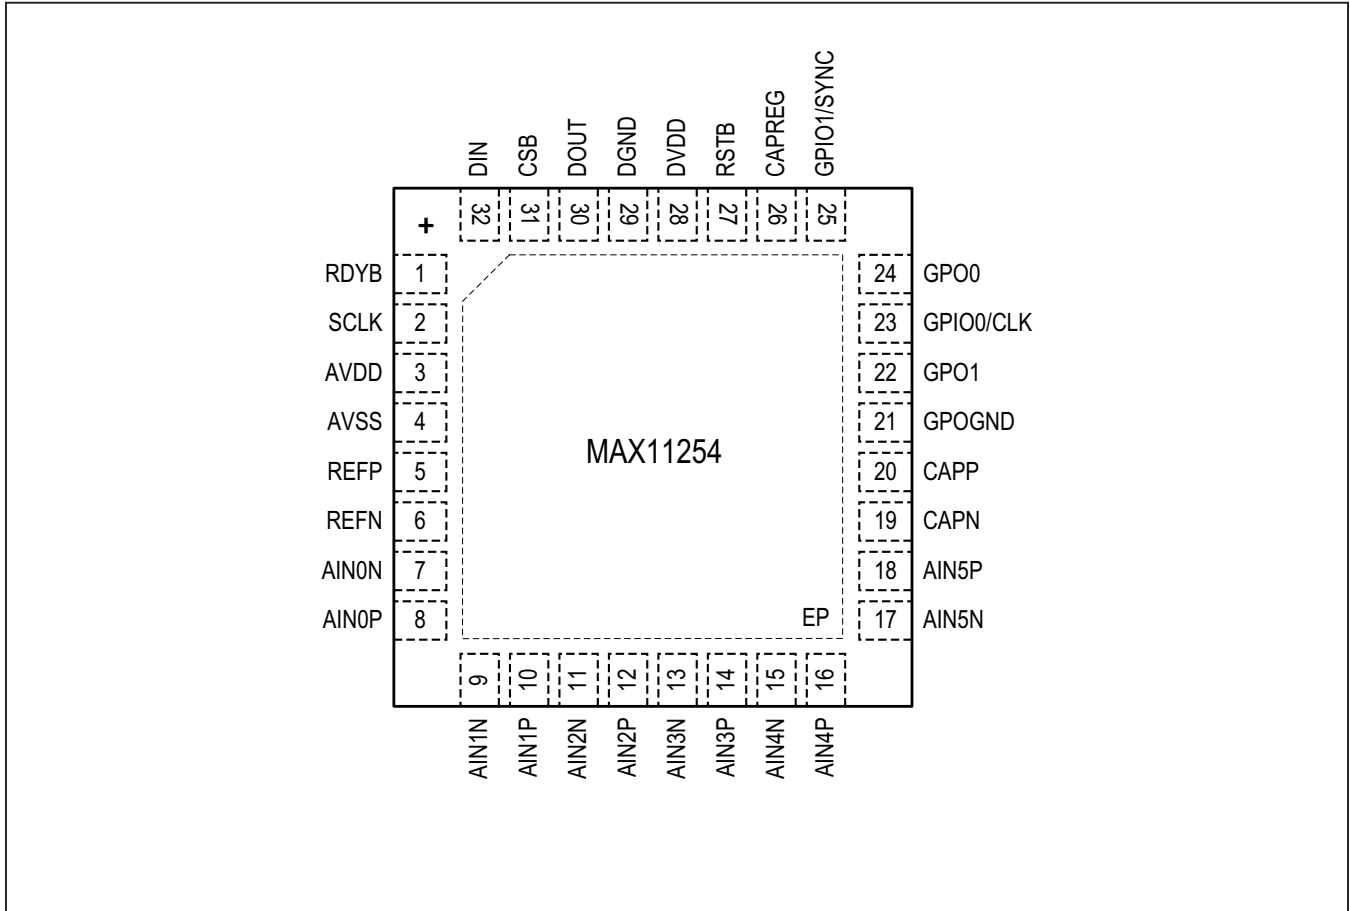 DIN CSB DOUT DGND DVDD RSTB CAPREG GPIO1/SYNC
32 31 30 29 28 27 26 25
+
RDYB 1
SCLK 2
AVDD 3
AVSS 4
REFP 5
REFN 6
AIN0N 7
AIN0P 8
24 GPO0
23 GPIO0/CLK
22 GPO1
21 GPOGND
20 CAPP
19 CAPN
18 AIN5P
17 AIN5N
MAX11254
EP
9 10 11 12 13 14 15 16
AIN1N AIN1P AIN2N AIN2P AIN3N AIN3P AIN4N AIN4P